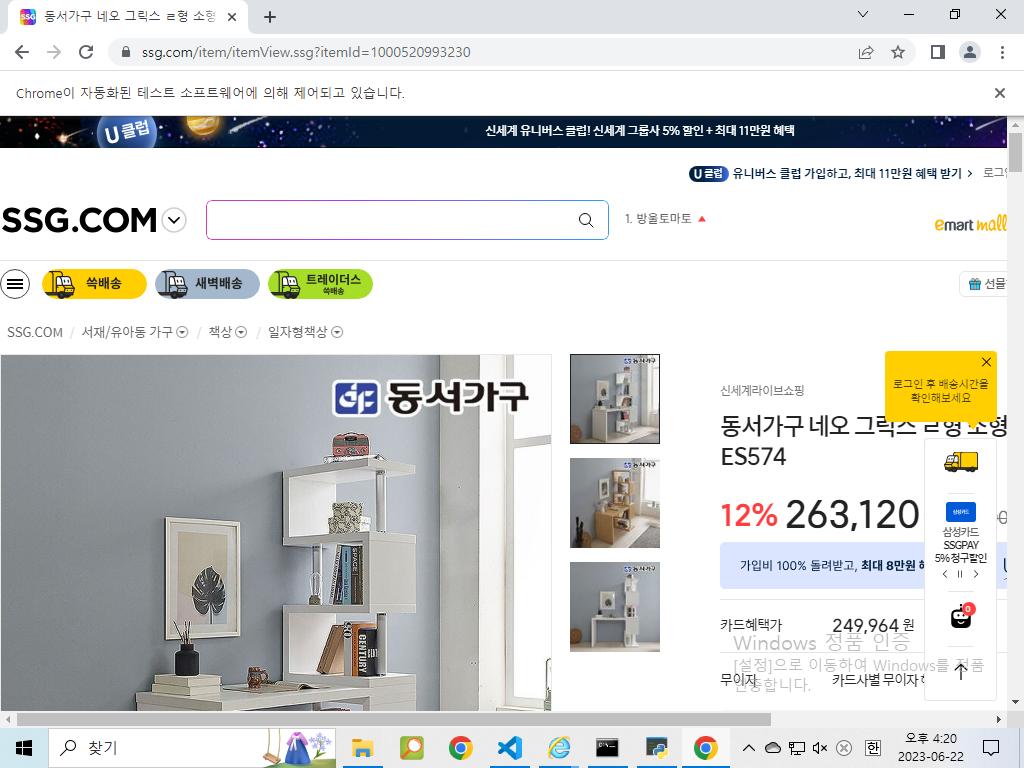 동서가구 네오 그릭스 ㄹ형 소형
ssg.com/item/itemView.ssg?itemId=1000520993230
Chrome이 자동화된 테스트 소프트웨어에 의해 제어되고 있습니다.
U 클럽
신세계 유니버스 클럽! 신세계 그룹사 5% 할인 + 최대 11만원 혜택
U 클럽 유니버스 클럽 가입하고, 최대 11만원 혜택 받기 >
SSG.COM
1. 방울토마토
emart mall
쓱배송
새벽배송
트레이더스
쓱배송
선물
SSG.COM / 서재/유아동 가구 / 책상 / 일자형책상
동서가구
로그인 후 배송시간을
확인해보세요
신세계라이브쇼핑
동서가구 네오 그릭스 ㄹ형 소형
ES574
12% 263,120
삼성카드
삼성카드
SSGPAY
5% 청구할인
가입비 100% 돌려받고, 최대 8만원
0
카드혜택가 249,964 원
무이자 카드사별 무이자
Windows 정품 인증
[설정]으로 이동하여 Windows를 정품
인증합니다.
SPACE
CENTURY
찾기
오후 4:20
2023-06-22
한